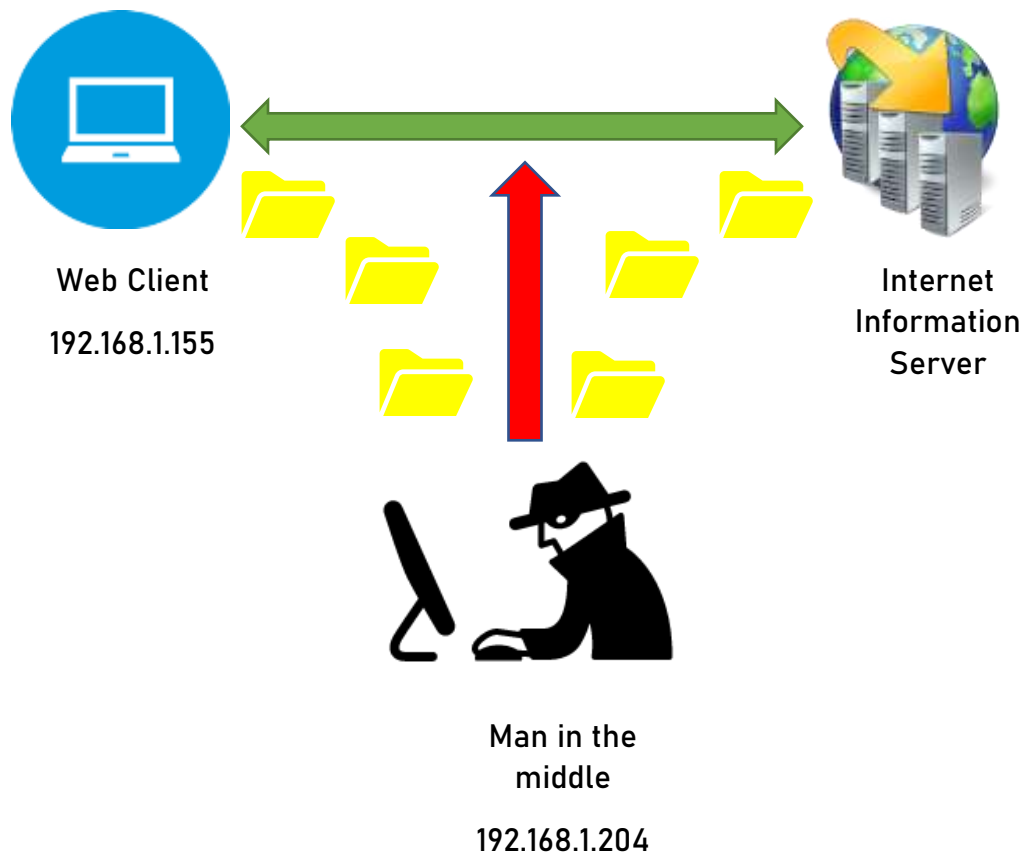 Web Client
192.168.1.155
Internet
Information
Server
Man in the
middle
192.168.1.204